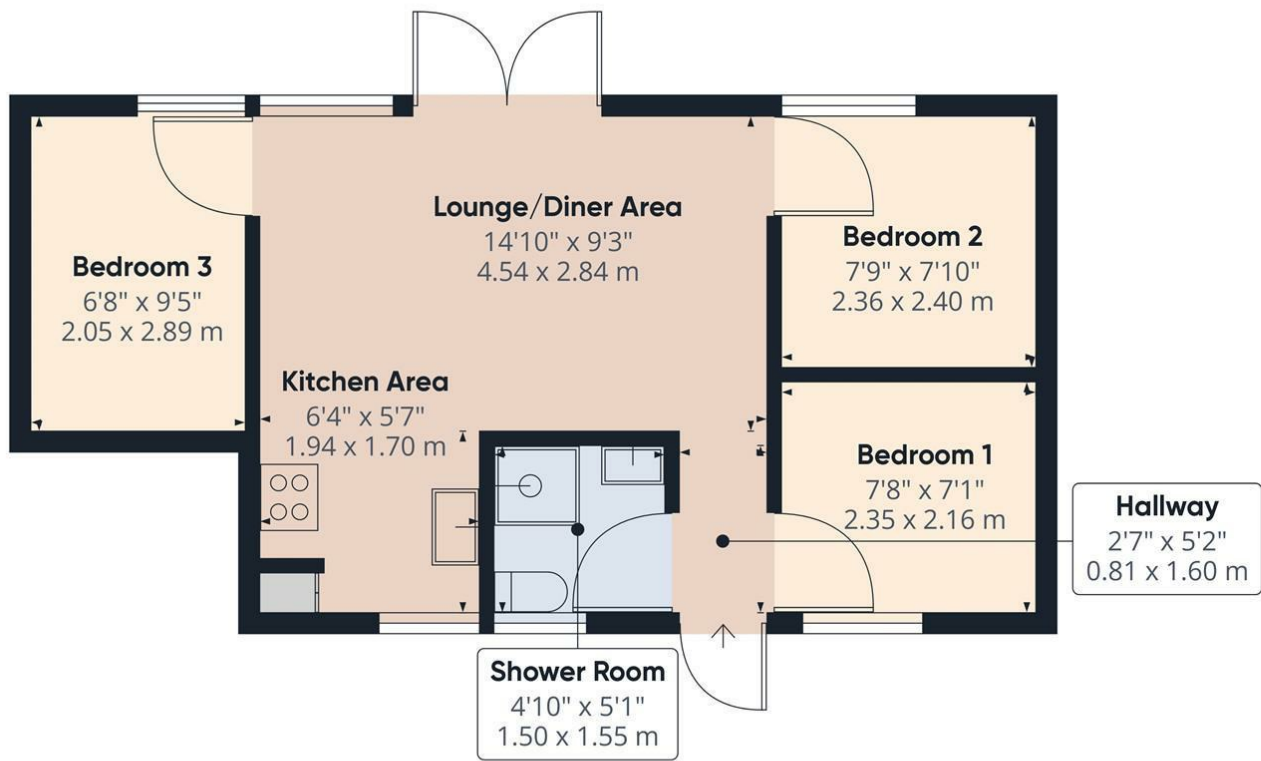 Lounge/Diner Area
14'10" x 9'3"
4.54 x 2.84 m
Bedroom 2
7'9" x 7'10"
2.36 x 2.40 m
Bedroom 3
6'8" x 9'5"
2.05 x 2.89 m
Kitchen Area
6'4" x 5'7"
1.94 x 1.70 m
Bedroom 1
7'8" x 7'1"
2.35 x 2.16 m
Hallway
2'7" x 5'2"
0.81 x 1.60 m
Shower Room
4'10" x 5'1"
1.50 x 1.55 m